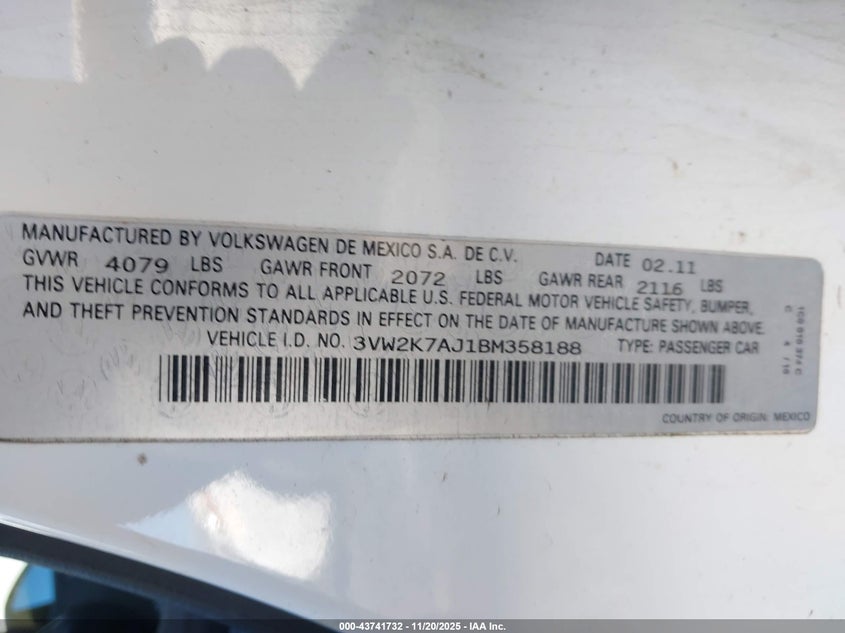 MANUFACTURED BY VOLKSWAGEN DE MEXICO S.A. DE C.V. DATE 02.11
GVWR 4079 LBS GAWR FRONT 2072 LBS GAWR REAR 2116 LBS
THIS VEHICLE CONFORMS TO ALL APPLICABLE U.S. FEDERAL MOTOR VEHICLE SAFETY, BUMPER,
AND THEFT PREVENTION STANDARDS IN EFFECT ON THE DATE OF MANUFACTURE SHOWN ABOVE.
VEHICLE I.D. NO. 3VW2K7AJ1BM358188 TYPE: PASSENGER CAR
COUNTRY OF ORIGIN: MEXICO
C 4/10
000-43741732 - 11/20/2025 - IAA Inc.